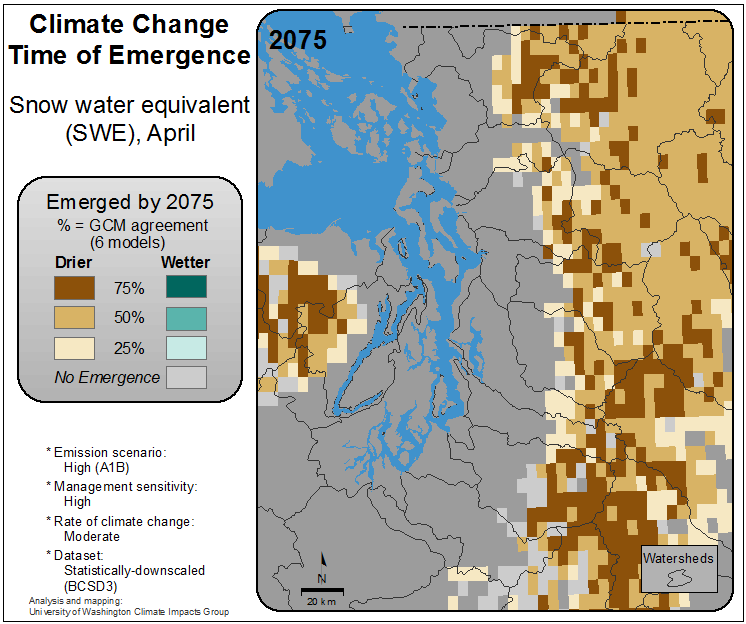 Climate Change
Time of Emergence
Snow water equivalent
(SWE), April
Emerged by 2075
% = GCM agreement
(6 models)
Drier Wetter
75%
50%
25%
No Emergence
* Emission scenario:
High (A1B)
* Management sensitivity:
High
* Rate of climate change:
Moderate
* Dataset:
Statistically-downscaled
(BCSD3)
Analysis and mapping:
University of Washington Climate Impacts Group
2075
N
20 km
Watersheds